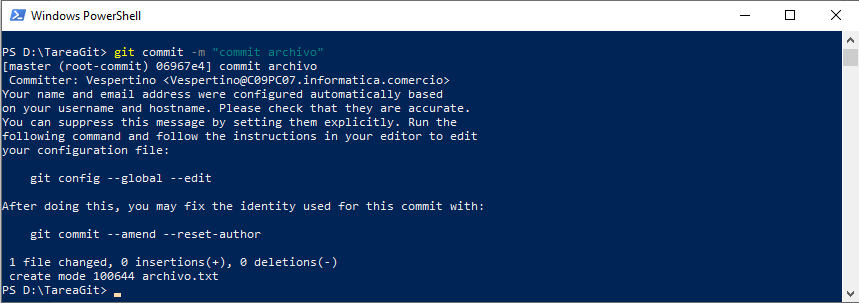 Windows PowerShell
PS D:\TareaGit> git commit -m "commit archivo"
[master (root-commit) 06967e4] commit archivo
 Committer: Vespertino <Vespertino@C09PC07.informatica.comercio>
Your name and email address were configured automatically based
on your username and hostname. Please check that they are accurate.
You can suppress this message by setting them explicitly. Run the
following command and follow the instructions in your editor to edit
your configuration file:
    git config --global --edit
After doing this, you may fix the identity used for this commit with:
    git commit --amend --reset-author
 1 file changed, 0 insertions(+), 0 deletions(-)
 create mode 100644 archivo.txt
PS D:\TareaGit>